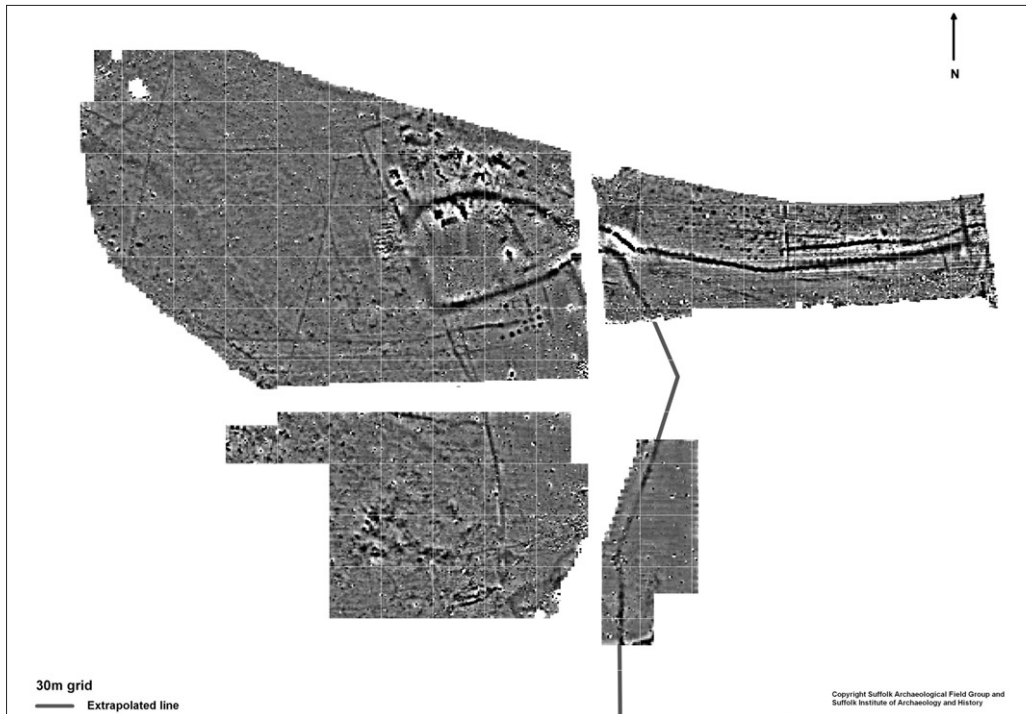 N
30m grid
Extrapolated line
Copyright Suffolk Archaeological Field Group and
Suffolk Institute of Archaeology and History